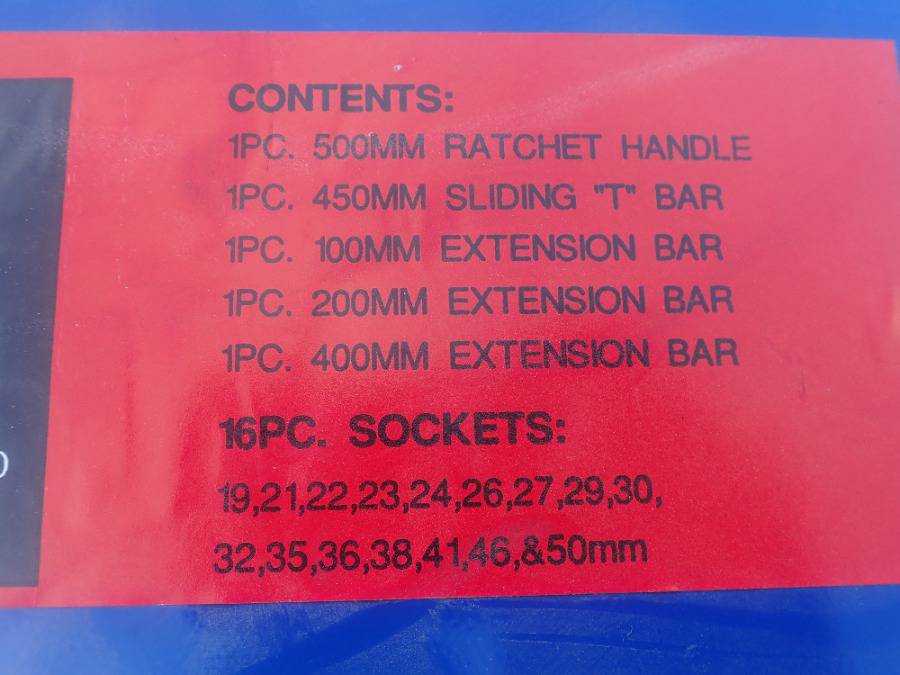 CONTENTS:
1PC. 500MM RATCHET HANDLE
1PC. 450MM SLIDING "T" BAR
1PC. 100MM EXTENSION BAR
1PC. 200MM EXTENSION BAR
1PC. 400MM EXTENSION BAR
16PC. SOCKETS:
19,21,22,23,24,26,27,29,30,
32,35,36,38,41,46,&50mm